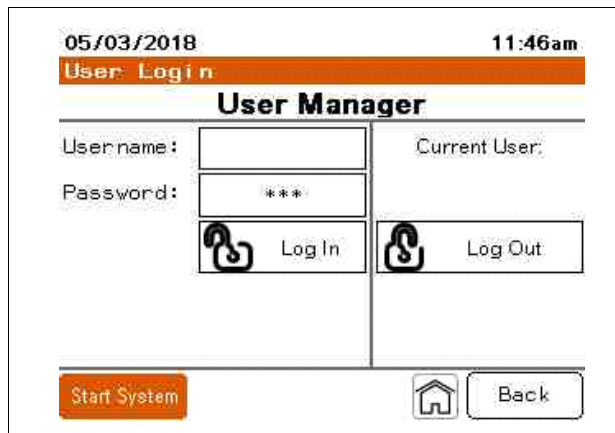 05/03/2018 11:46am
User Login
User Manager
Username: Current User:
Password: ***
Log In Log Out
Start System Back